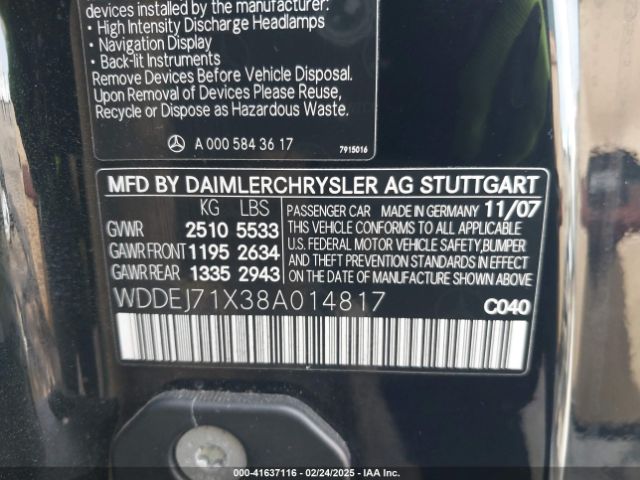 devices installed by the manufacturer:
• High Intensity Discharge Headlamps
• Navigation Display
• Back-lit Instruments
Remove Devices Before Vehicle Disposal.
Upon Removal of Devices Please Reuse,
Recycle or Dispose as Hazardous Waste.
A 000 584 36 17 7915016
MFD BY DAIMLERCHRYSLER AG STUTTGART
KG LBS PASSENGER CAR MADE IN GERMANY 11/07
GVWR 2510 5533 THIS VEHICLE CONFORMS TO ALL APPLICABLE
GAWR FRONT 1195 2634 U.S. FEDERAL MOTOR VEHICLE SAFETY, BUMPER
GAWR REAR 1335 2943 AND THEFT PREVENTION STANDARDS
IN EFFECT ON THE DATE OF MANUFACTURE SHOWN ABOVE
WDDEJ71X38A014817 C040
000-41637116 - 02/24/2025 - IAA Inc.